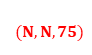 (N, N, 75)